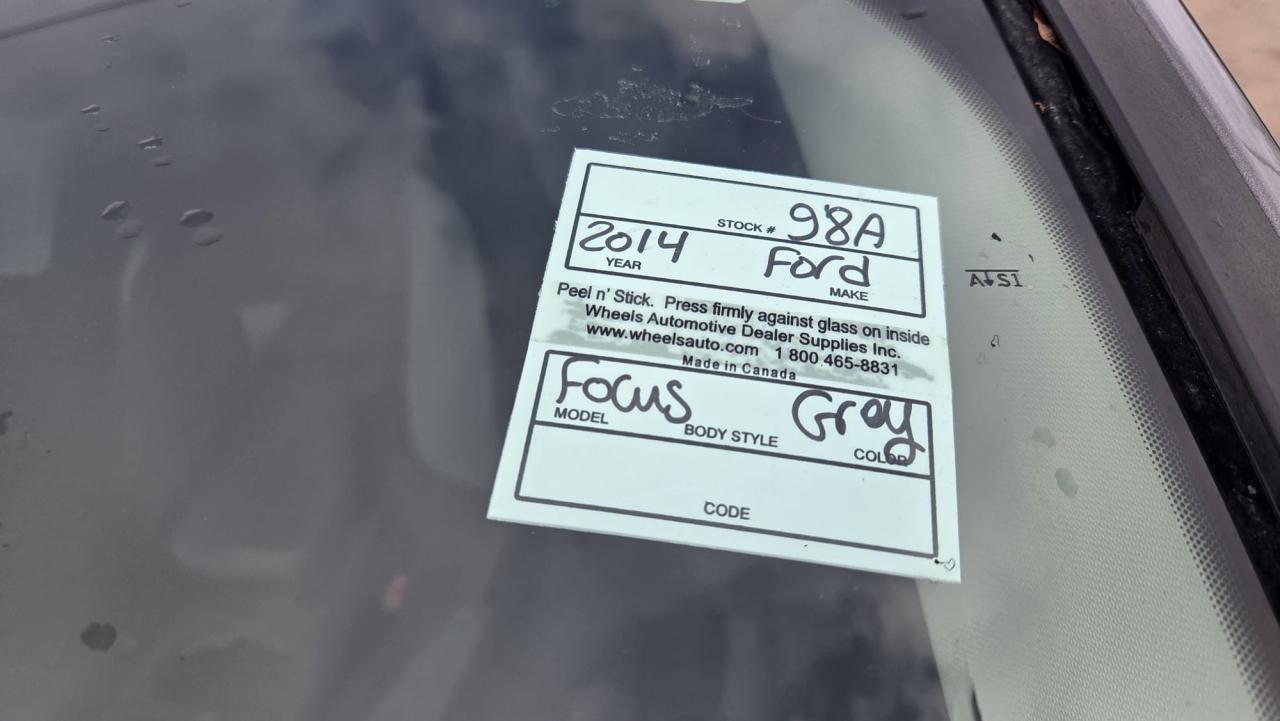 STOCK # 98A
2014 Ford
YEAR MAKE
Peel n' Stick. Press firmly against glass on inside
Wheels Automotive Dealer Supplies Inc.
www.wheelsauto.com 1 800 465-8831
Made in Canada
Focus Gray
MODEL BODY STYLE COLOR
CODE
AS1